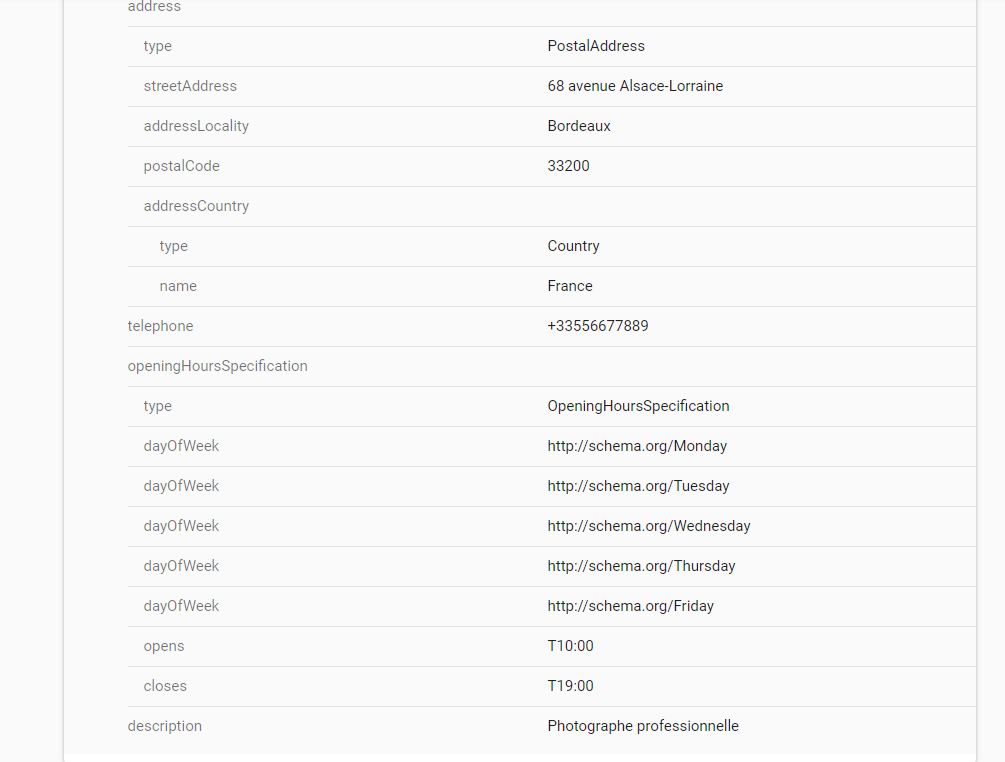 address
type PostalAddress
streetAddress 68 avenue Alsace-Lorraine
addressLocality Bordeaux
postalCode 33200
addressCountry
type Country
name France
telephone +33556677889
openingHoursSpecification
type OpeningHoursSpecification
dayOfWeek http://schema.org/Monday
dayOfWeek http://schema.org/Tuesday
dayOfWeek http://schema.org/Wednesday
dayOfWeek http://schema.org/Thursday
dayOfWeek http://schema.org/Friday
opens T10:00
closes T19:00
description Photographe professionnelle